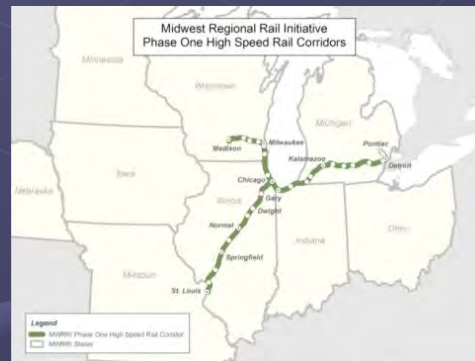 Midwest Regional Rail Initiative
Phase One High Speed Rail Corridors
Minnesota
Wisconsin
Michigan
Milwaukee
Madison
Pontiac
Kalamazoo
Detroit
Iowa
Nebraska
Chicago
Gary
Illinois
Dwight
Ohio
Normal
Indiana
Missouri
Springfield
St. Louis
Legend
MWRRI Phase One High Speed Rail Corridor
MWRRI States